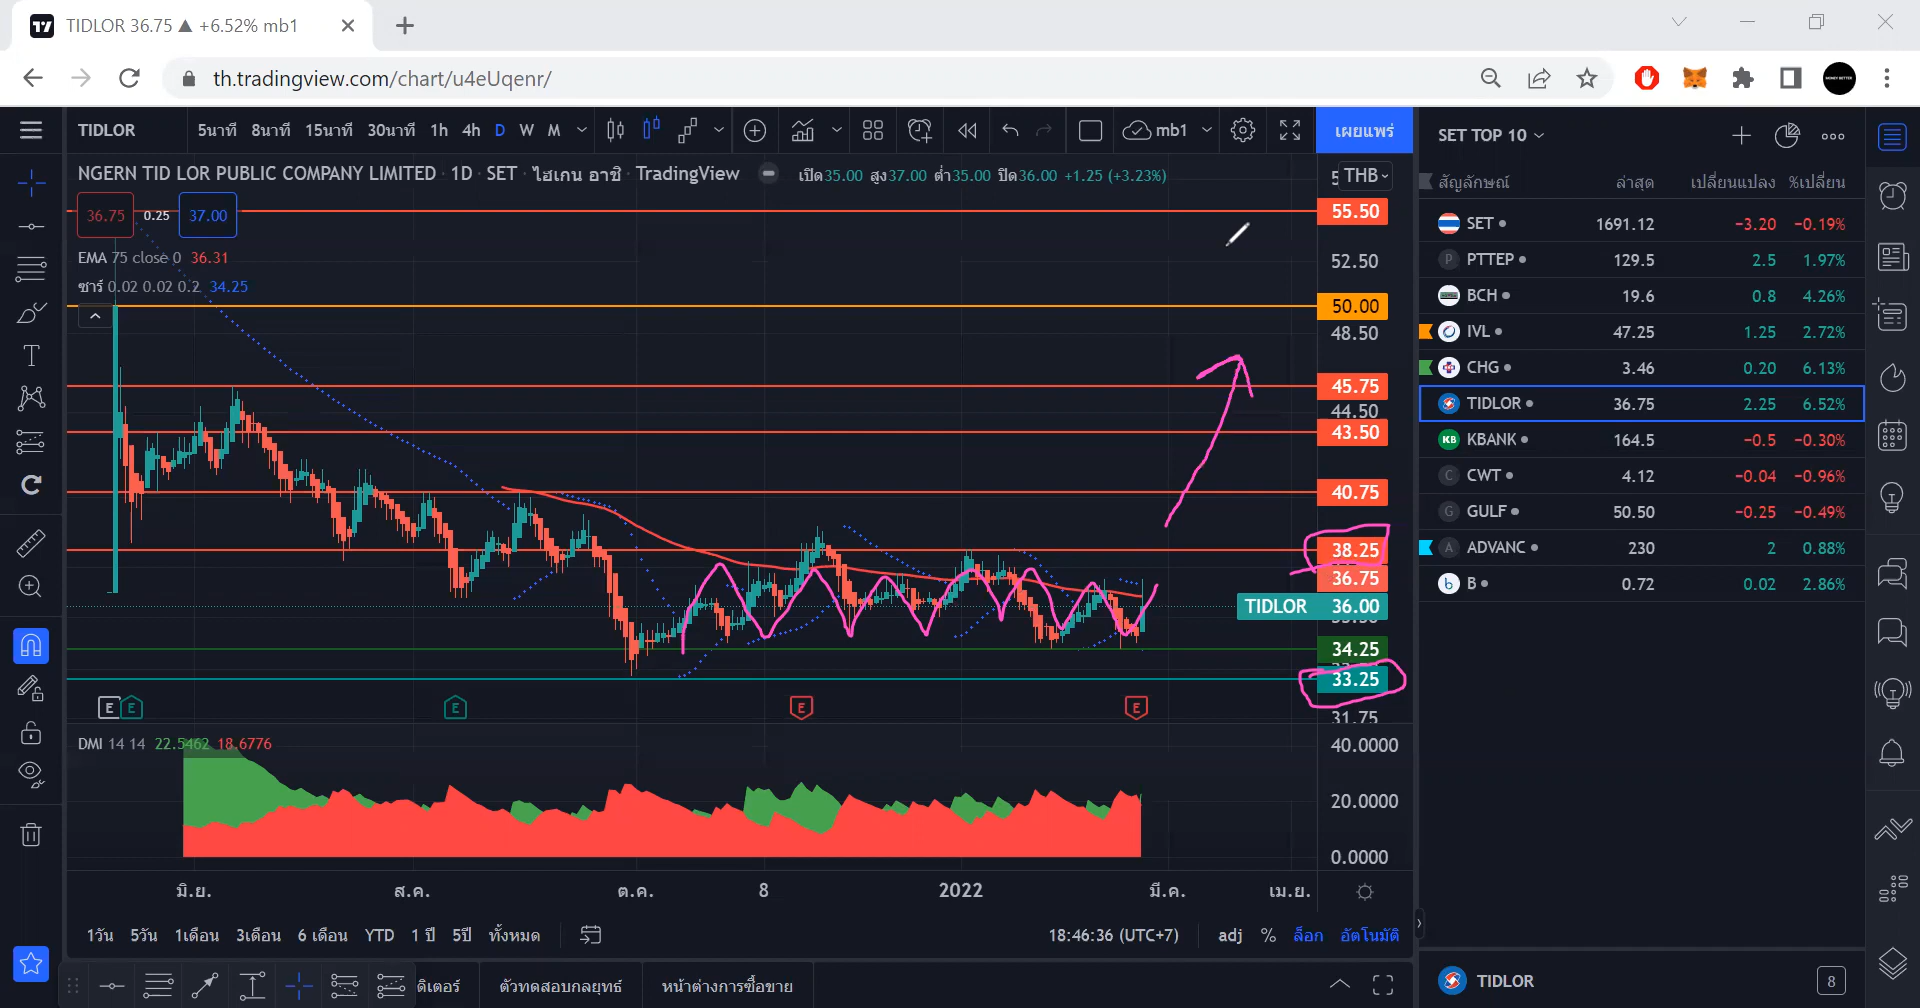 TIDLOR 36.75 ▲ +6.52% mb1
th.tradingview.com/chart/u4eUqenr/
TIDLOR 5นาที 8นาที 15นาที 30นาที 1h 4h D W M mb1 เผยแพร่
NGERN TID LOR PUBLIC COMPANY LIMITED · 1D · SET · ไฮเกน อาชิ · TradingView เปิด35.00 สูง37.00 ต่ำ35.00 ปิด36.00 +1.25 (+3.23%)
THB
36.75 0.25 37.00
EMA 75 close 0 36.31
ซาร์ 0.02 0.02 0.2 34.25
55.50
52.50
50.00
48.50
45.75
44.50
43.50
40.75
38.25
36.75
TIDLOR 36.00
34.25
33.25
31.75
E E E E E
DMI 14 14 22.5462 18.6776
40.0000
20.0000
0.0000
มิ.ย. ส.ค. ต.ค. 8 2022 มี.ค. เม.ย.
1วัน 5วัน 1เดือน 3เดือน 6 เดือน YTD 1 ปี 5ปี ทั้งหมด 18:46:36 (UTC+7) adj % ล็อก อัตโนมัติ
ดิเตอร์ ตัวทดสอบกลยุทธ์ หน้าต่างการซื้อขาย
SET TOP 10
สัญลักษณ์ ล่าสุด เปลี่ยนแปลง %เปลี่ยน
SET 1691.12 −3.20 −0.19%
P PTTEP 129.5 2.5 1.97%
BCH 19.6 0.8 4.26%
IVL 47.25 1.25 2.72%
CHG 3.46 0.20 6.13%
TIDLOR 36.75 2.25 6.52%
KB KBANK 164.5 −0.5 −0.30%
C CWT 4.12 −0.04 −0.96%
G GULF 50.50 −0.25 −0.49%
A ADVANC 230 2 0.88%
b B 0.72 0.02 2.86%
TIDLOR 8